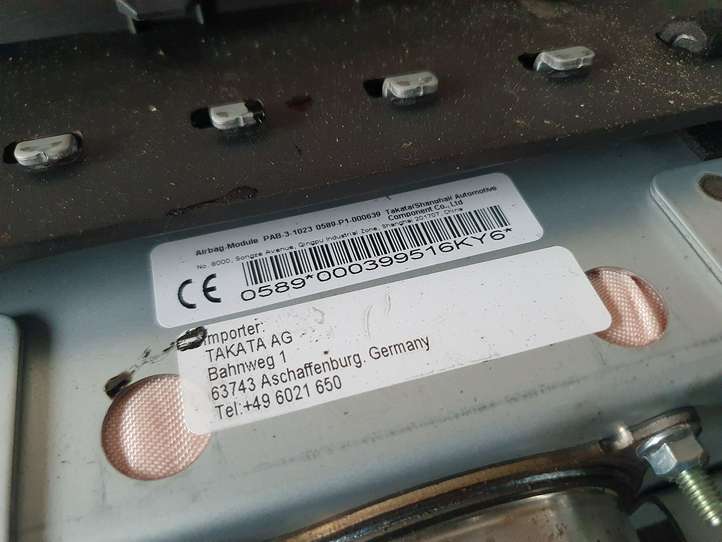 Airbag-Module PAB-3-1023 0589-P1-000639 Takata(Shanghai) Automotive
Component Co., Ltd
No. 8000, Songze Avenue, Qingpu Industrial Zone, Shanghai 201707, China
CE 0589*000399516KY6*
Importer:
TAKATA AG
Bahnweg 1
63743 Aschaffenburg, Germany
Tel:+49 6021 650